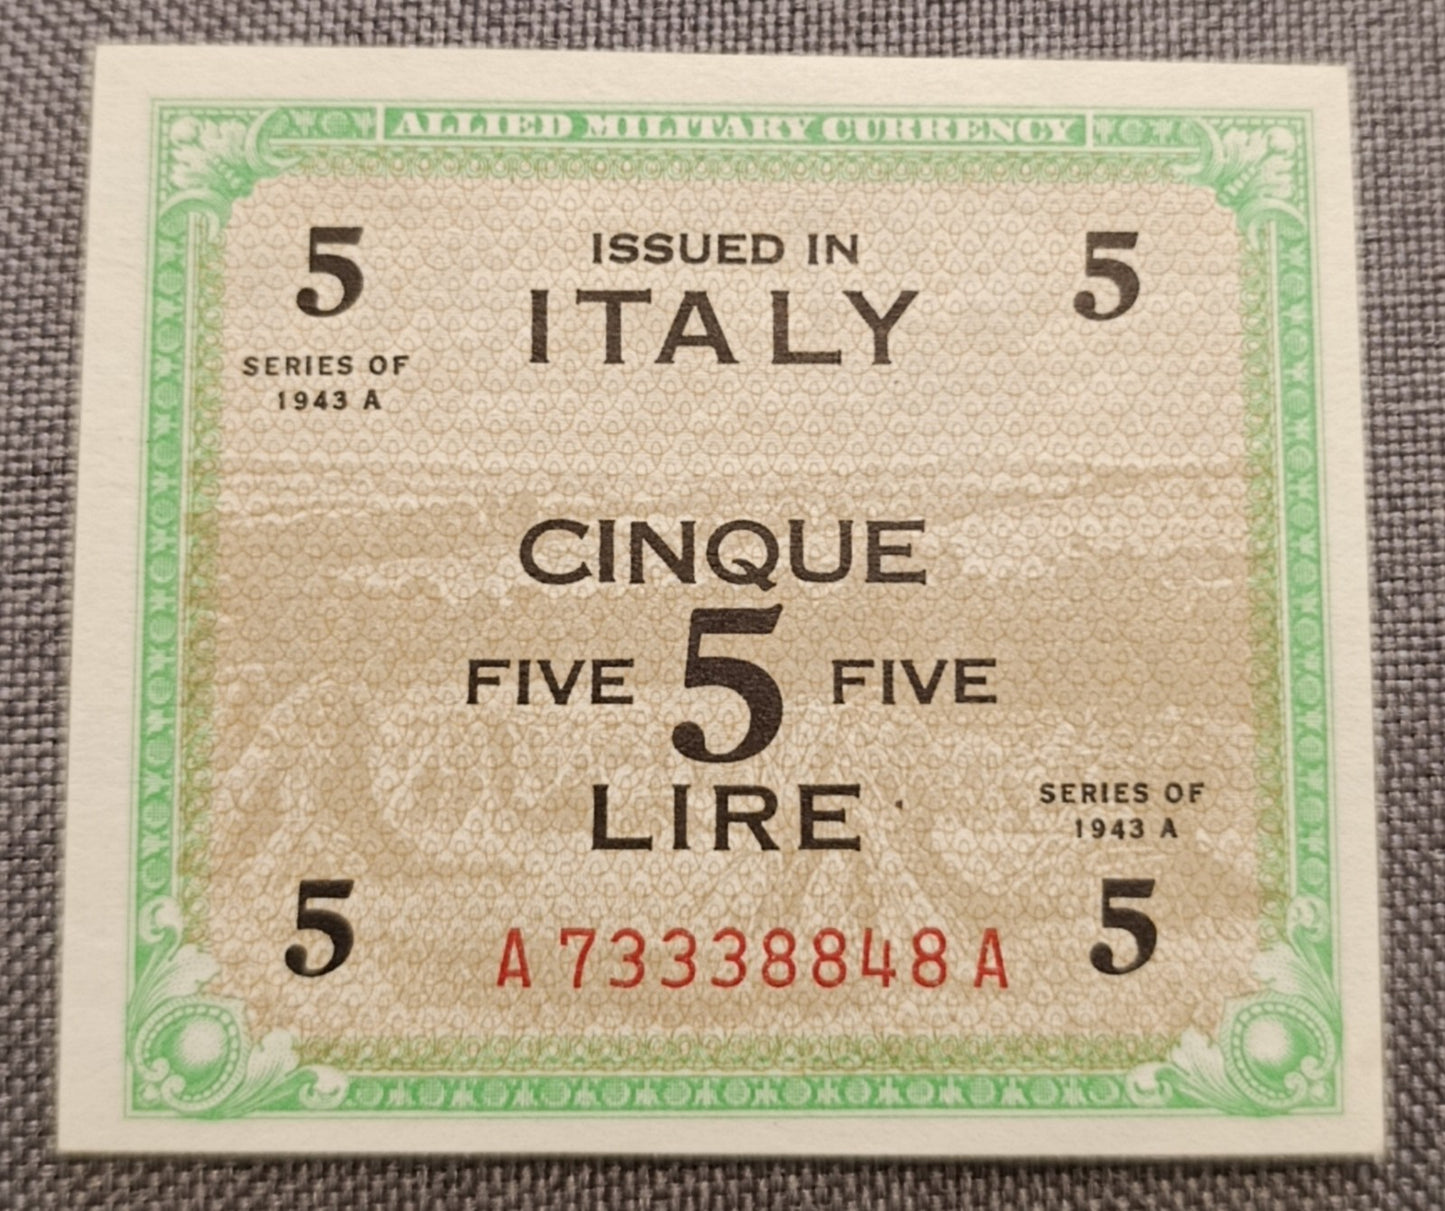 ALLIED MILITARY CURRENCY
5 ISSUED IN 5
ITALY
SERIES OF
1943 A
CINQUE
FIVE 5 FIVE
LIRE
SERIES OF
1943 A
5 A73338848A 5